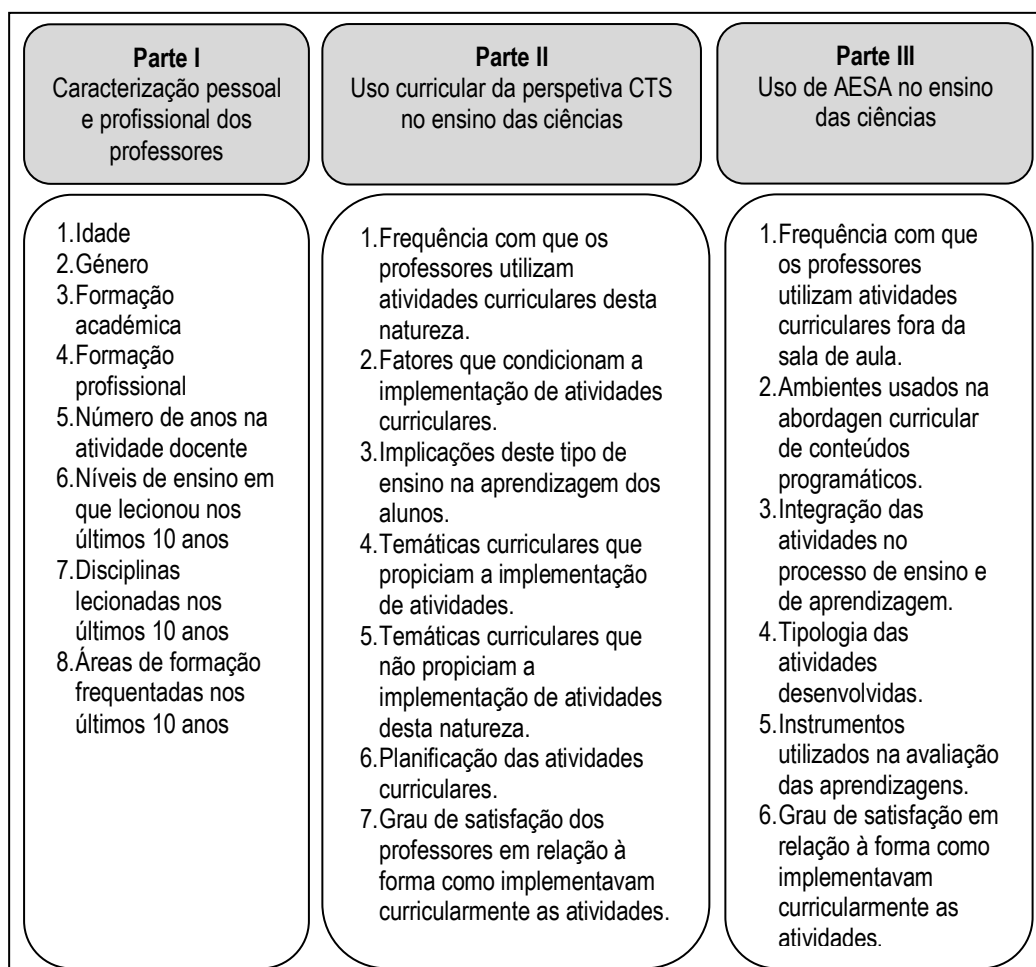 Parte I
Caracterização pessoal
e profissional dos
professores
1.Idade
2.Género
3.Formação
académica
4.Formação
profissional
5.Número de anos na
atividade docente
6.Níveis de ensino em
que lecionou nos
últimos 10 anos
7.Disciplinas
lecionadas nos
últimos 10 anos
8.Áreas de formação
frequentadas nos
últimos 10 anos
Parte II
Uso curricular da perspetiva CTS
no ensino das ciências
1.Frequência com que os
professores utilizam
atividades curriculares desta
natureza.
2.Fatores que condicionam a
implementação de atividades
curriculares.
3.Implicações deste tipo de
ensino na aprendizagem dos
alunos.
4.Temáticas curriculares que
propiciam a implementação
de atividades.
5.Temáticas curriculares que
não propiciam a
implementação de atividades
desta natureza.
6.Planificação das atividades
curriculares.
7.Grau de satisfação dos
professores em relação à
forma como implementavam
curricularmente as atividades.
Parte III
Uso de AESA no ensino
das ciências
1.Frequência com que
os professores
utilizam atividades
curriculares fora da
sala de aula.
2.Ambientes usados na
abordagen curricular
de conteúdos
programáticos.
3.Integração das
atividades no
processo de ensino e
de aprendizagem.
4.Tipologia das
atividades
desenvolvidas.
5.Instrumentos
utilizados na avaliação
das aprendizagens.
6.Grau de satisfação em
relação à forma como
implementavam
curricularmente as
atividades.